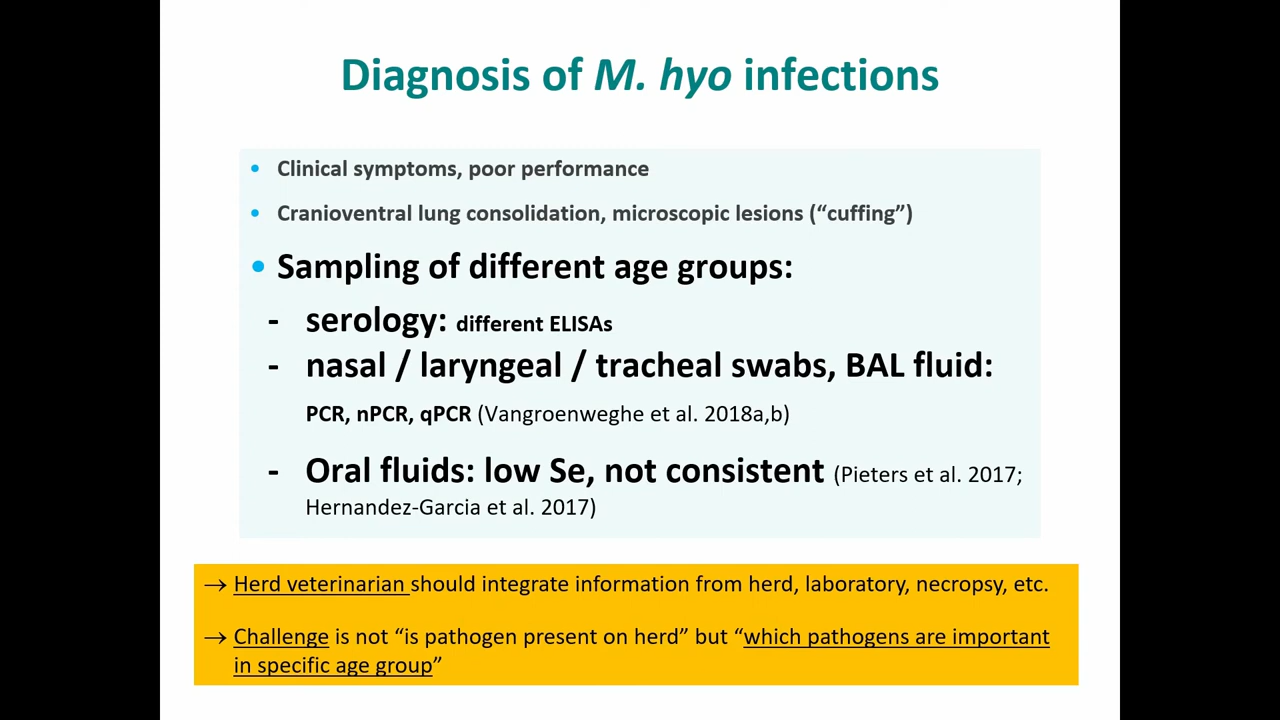 Diagnosis of M. hyo infections
• Clinical symptoms, poor performance
• Cranioventral lung consolidation, microscopic lesions (“cuffing”)
• Sampling of different age groups:
- serology: different ELISAs
- nasal / laryngeal / tracheal swabs, BAL fluid:
PCR, nPCR, qPCR (Vangroenweghe et al. 2018a,b)
- Oral fluids: low Se, not consistent (Pieters et al. 2017;
Hernandez-Garcia et al. 2017)
→ Herd veterinarian should integrate information from herd, laboratory, necropsy, etc.
→ Challenge is not “is pathogen present on herd” but “which pathogens are important
in specific age group”